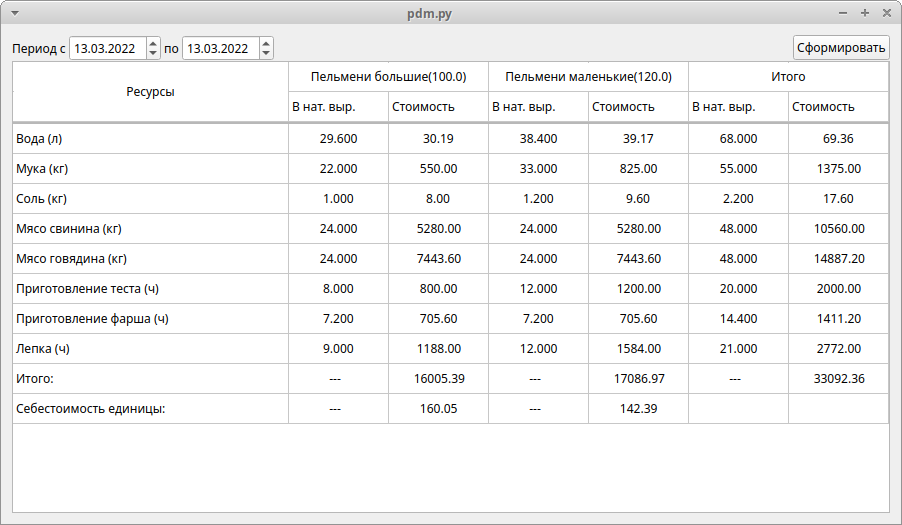 pdm.py
Период с 13.03.2022 по 13.03.2022 Сформировать
Ресурсы Пельмени большие(100.0) Пельмени маленькие(120.0) Итого
В нат. выр. Стоимость В нат. выр. Стоимость В нат. выр. Стоимость
Вода (л) 29.600 30.19 38.400 39.17 68.000 69.36
Мука (кг) 22.000 550.00 33.000 825.00 55.000 1375.00
Соль (кг) 1.000 8.00 1.200 9.60 2.200 17.60
Мясо свинина (кг) 24.000 5280.00 24.000 5280.00 48.000 10560.00
Мясо говядина (кг) 24.000 7443.60 24.000 7443.60 48.000 14887.20
Приготовление теста (ч) 8.000 800.00 12.000 1200.00 20.000 2000.00
Приготовление фарша (ч) 7.200 705.60 7.200 705.60 14.400 1411.20
Лепка (ч) 9.000 1188.00 12.000 1584.00 21.000 2772.00
Итого: --- 16005.39 --- 17086.97 --- 33092.36
Себестоимость единицы: --- 160.05 --- 142.39